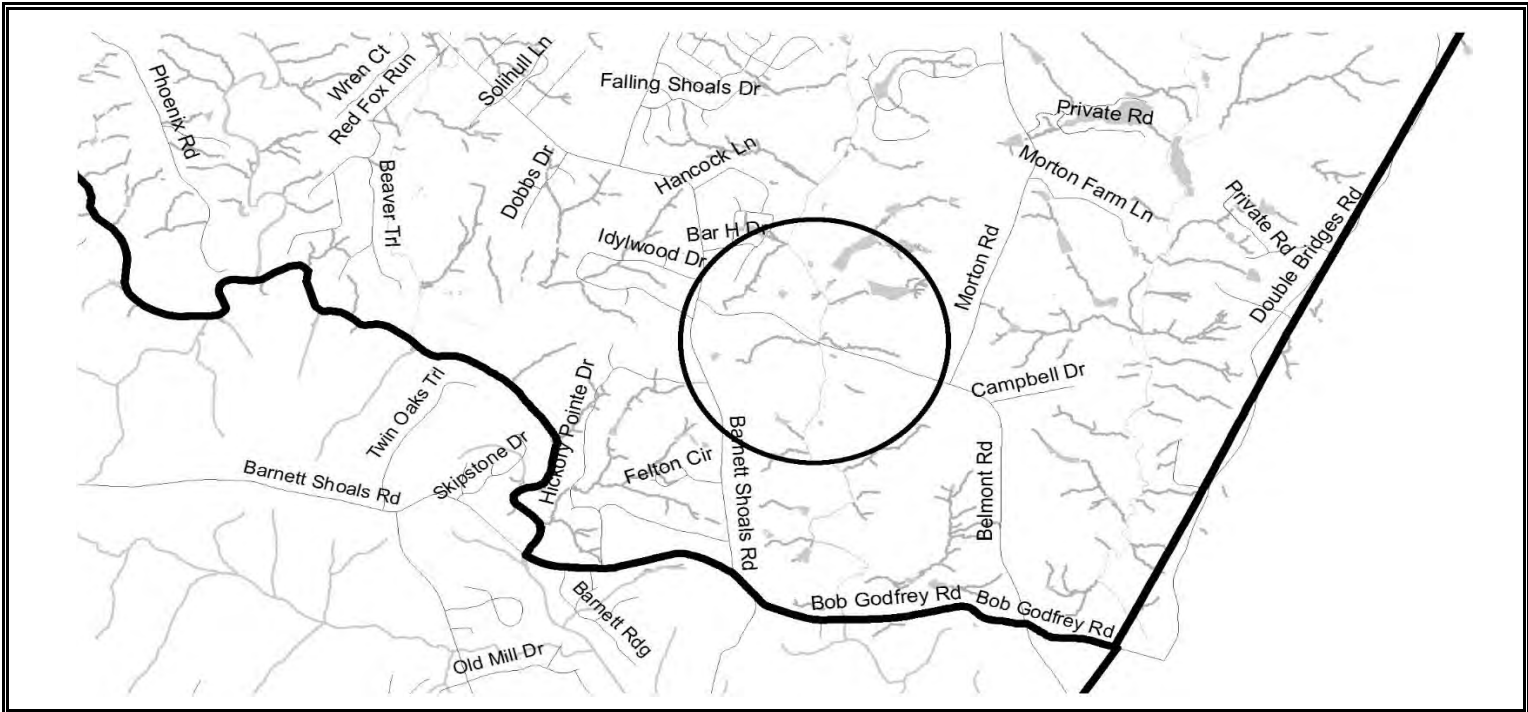 Wren Ct
Solihull Ln
Phoenix Rd
Red Fox Run
Falling Shoals Dr
Private Rd
Hancock Ln
Morton Farm Ln
Dobbs Dr
Beaver Trl
Private Rd
Bar H Dr
Idylwood Dr
Double Bridges Rd
Morton Rd
Campbell Dr
Twin Oaks Trl
Hickory Pointe Dr
Skipstone Dr
Felton Cir
Barnett Shoals Rd
Barnett Shoals Rd
Belmont Rd
Bob Godfrey Rd
Bob Godfrey Rd
Barnett Rdg
Old Mill Dr